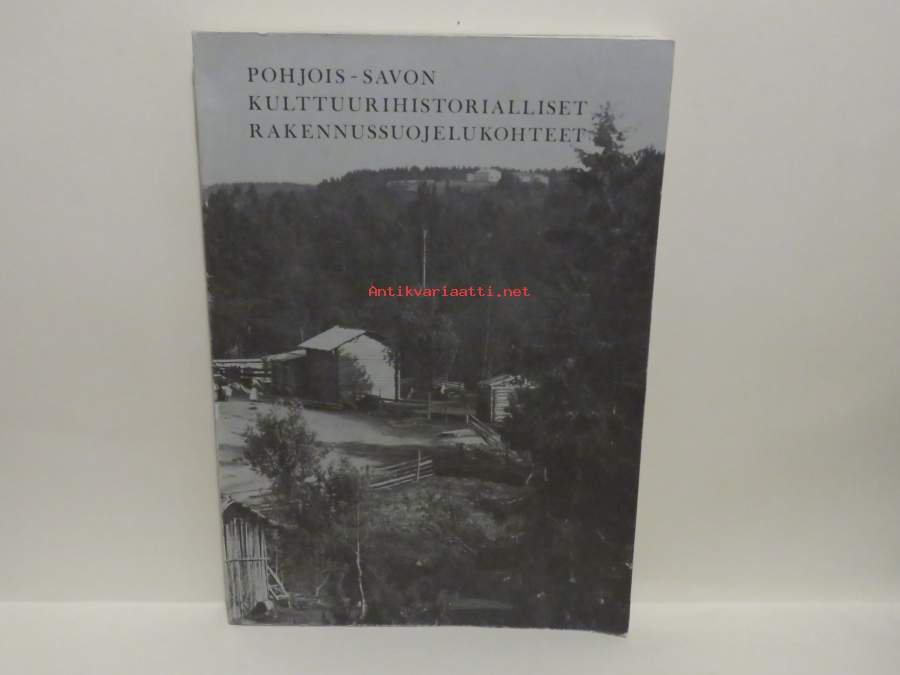 POHJOIS-SAVON
KULTTUURIHISTORIALLISET
RAKENNUSSUOJELUKOHTEET
Antikvariaatti.net